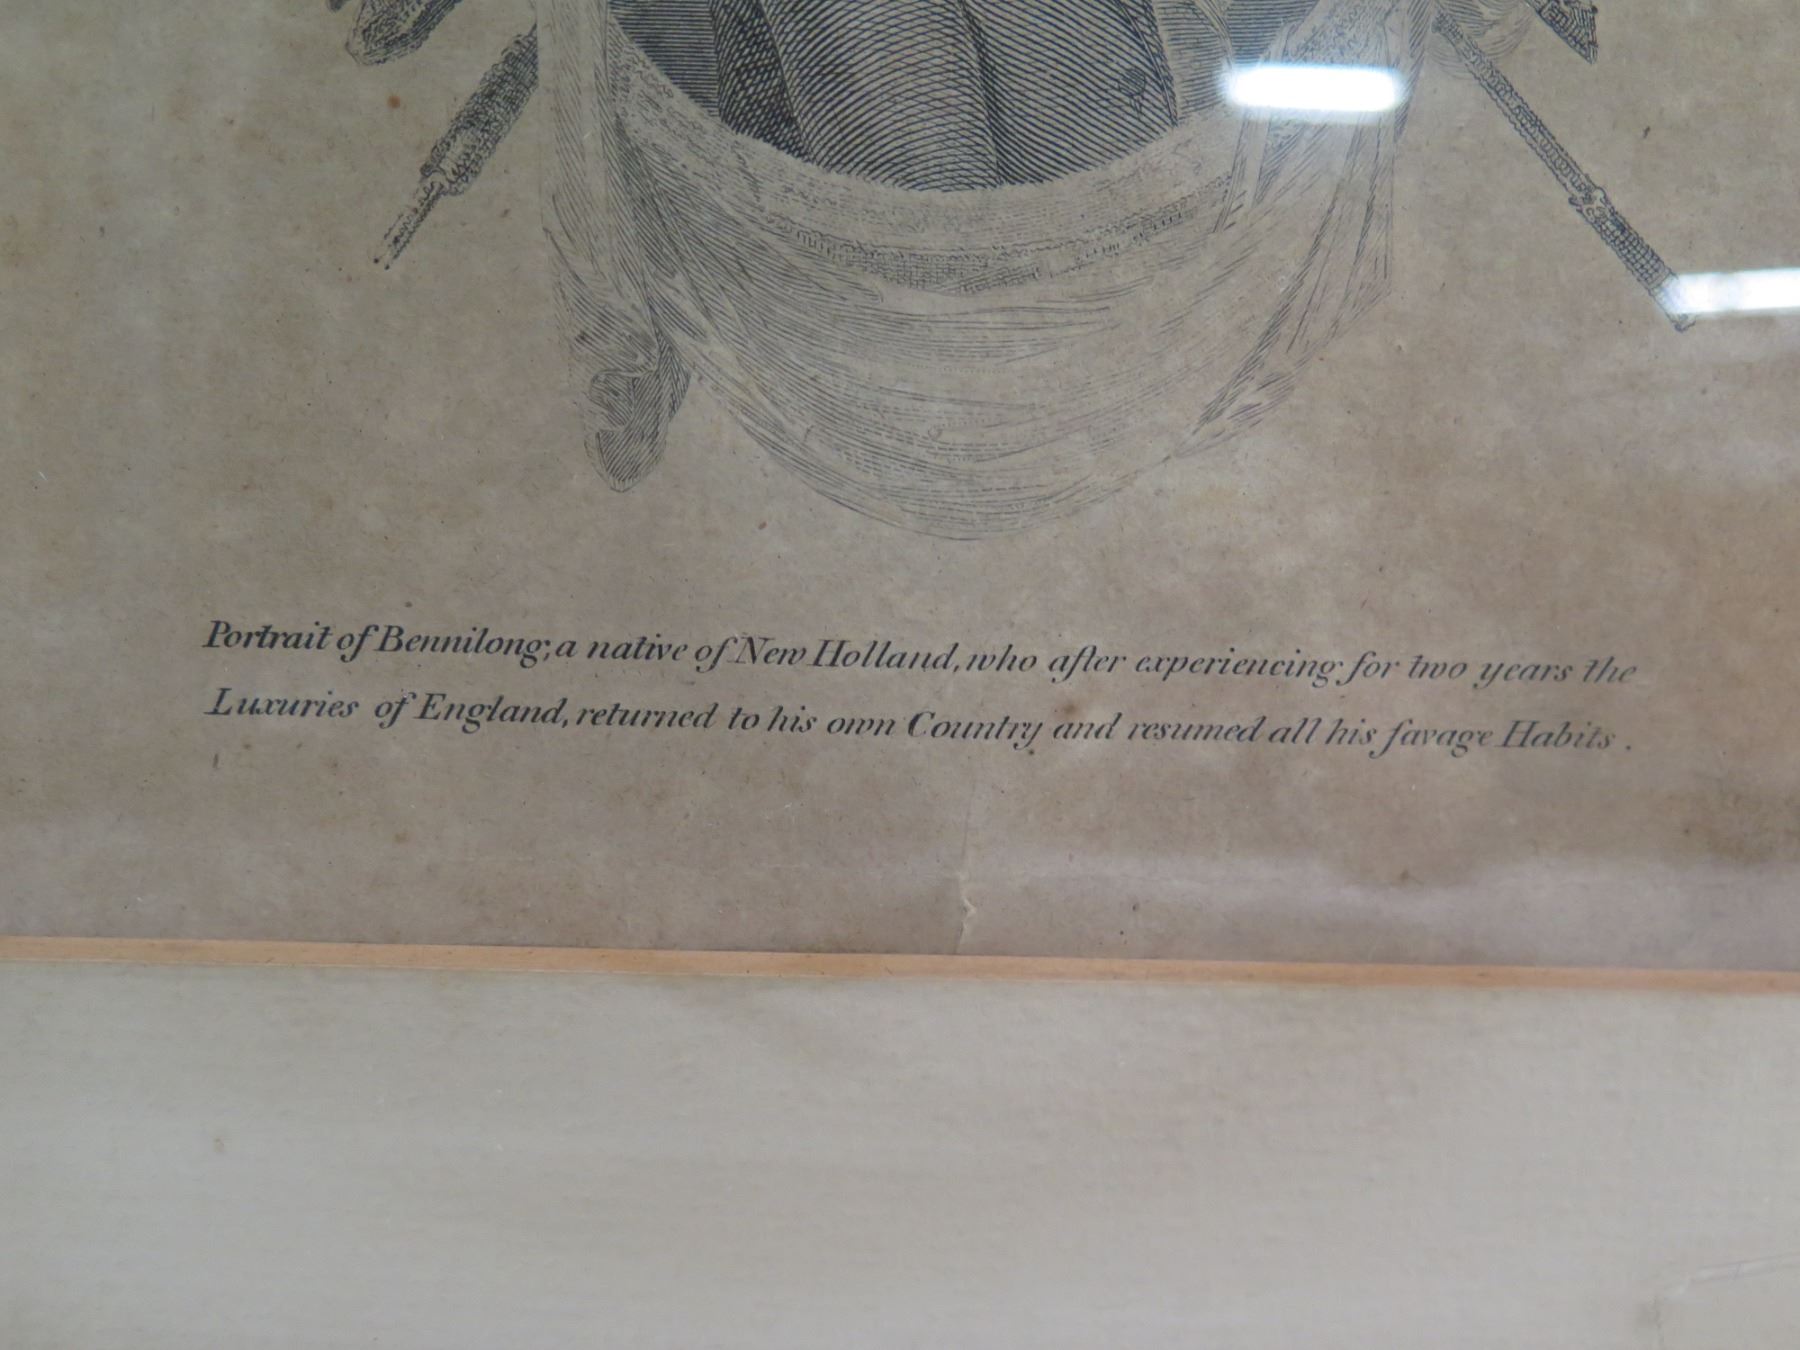 Portrait of Bennilong; a native of New Holland, who after experiencing for two years the
Luxuries of England, returned to his own Country and resumed all his ſavage Habits.